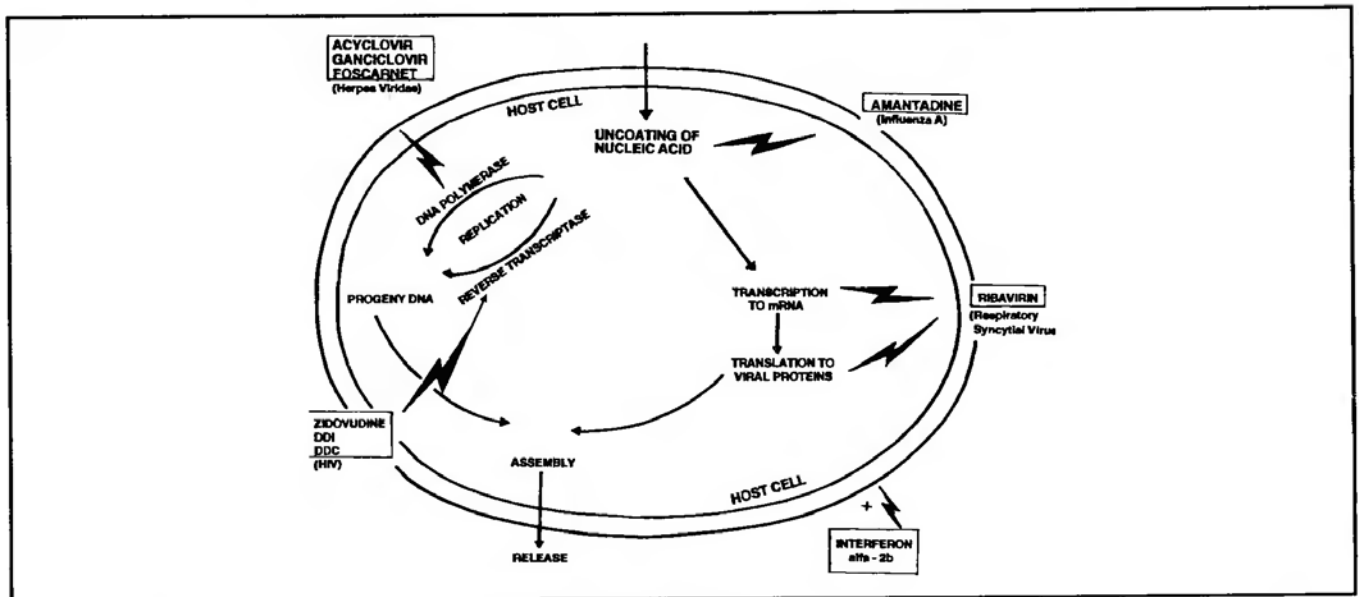 ACYCLOVIR
GANCICLOVIR
FOSCARNET
(Herpes Viridae)
HOST CELL
AMANTADINE
(Influenza A)
UNCOATING OF
NUCLEIC ACID
DNA POLYMERASE
REPLICATION
REVERSE TRANSCRIPTASE
PROGENY DNA
TRANSCRIPTION
TO mRNA
RIBAVIRIN
(Respiratory
Syncytial Virus
TRANSLATION TO
VIRAL PROTEINS
ZIDOVUDINE
DDI
DDC
(HIV)
ASSEMBLY
HOST CELL
+
RELEASE
INTERFERON
alfa - 2b